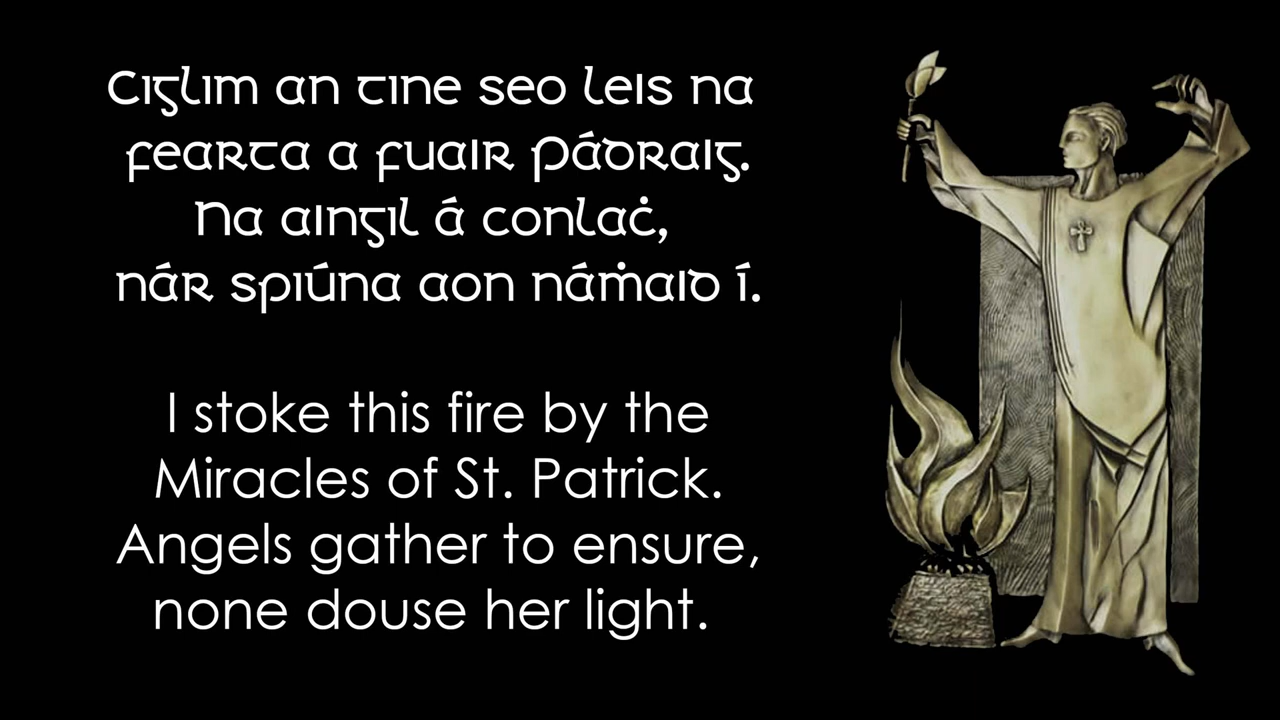 Ciglim an tine seo leis na
fearta a fuair Pádraig.
Na aingil á conlaċ,
nár spiúna aon náṁaid í.
I stoke this fire by the
Miracles of St. Patrick.
Angels gather to ensure,
none douse her light.